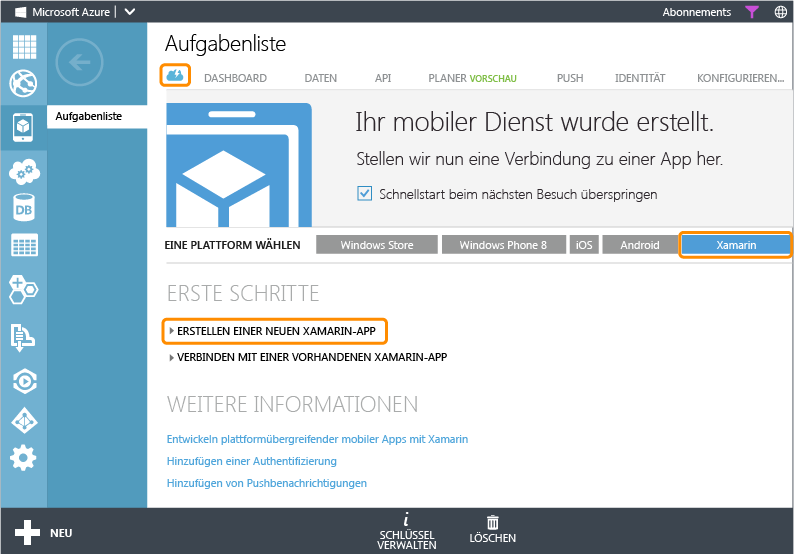 Microsoft Azure
Abonnements
Aufgabenliste
DASHBOARD DATEN API PLANER VORSCHAU PUSH IDENTITÄT KONFIGURIEREN...
Aufgabenliste
Ihr mobiler Dienst wurde erstellt.
Stellen wir nun eine Verbindung zu einer App her.
Schnellstart beim nächsten Besuch überspringen
EINE PLATTFORM WÄHLEN Windows Store Windows Phone 8 iOS Android Xamarin
ERSTE SCHRITTE
ERSTELLEN EINER NEUEN XAMARIN-APP
VERBINDEN MIT EINER VORHANDENEN XAMARIN-APP
WEITERE INFORMATIONEN
Entwickeln plattformübergreifender mobiler Apps mit Xamarin
Hinzufügen einer Authentifizierung
Hinzufügen von Pushbenachrichtigungen
DB
NEU
SCHLÜSSEL
VERWALTEN
LÖSCHEN